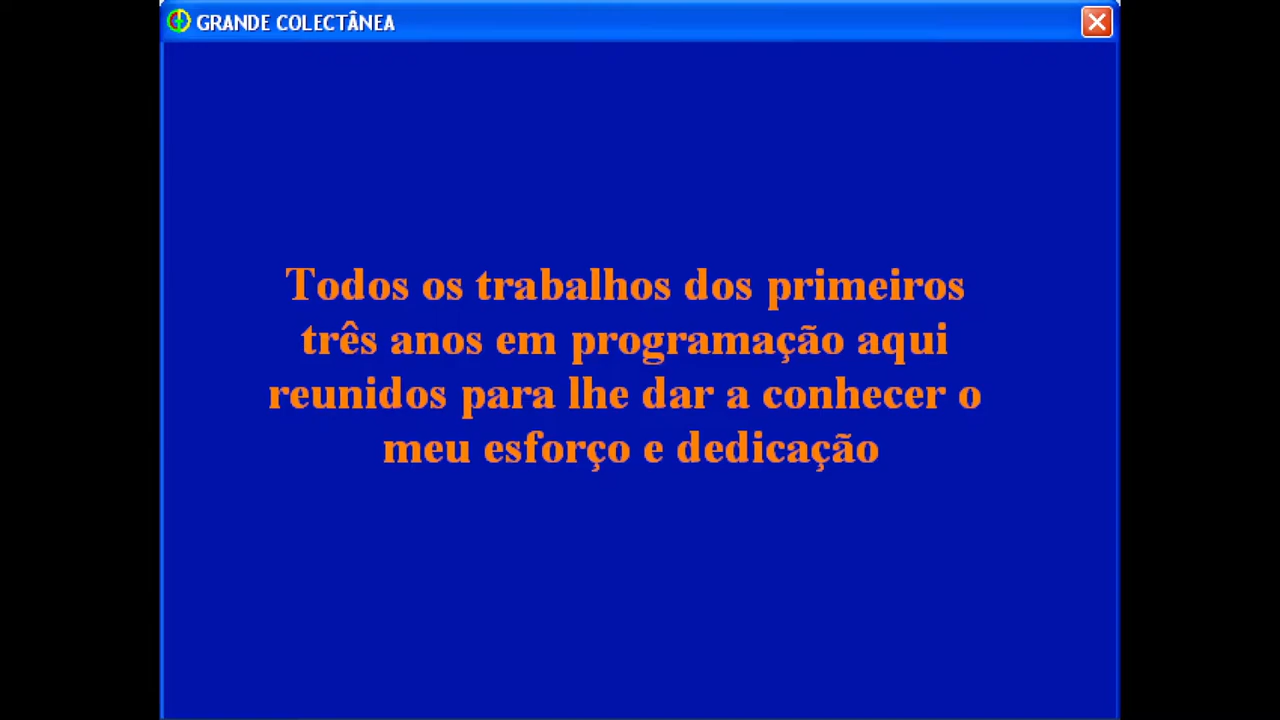 GRANDE COLECTÂNEA
Todos os trabalhos dos primeiros
três anos em programação aqui
reunidos para lhe dar a conhecer o
meu esforço e dedicação